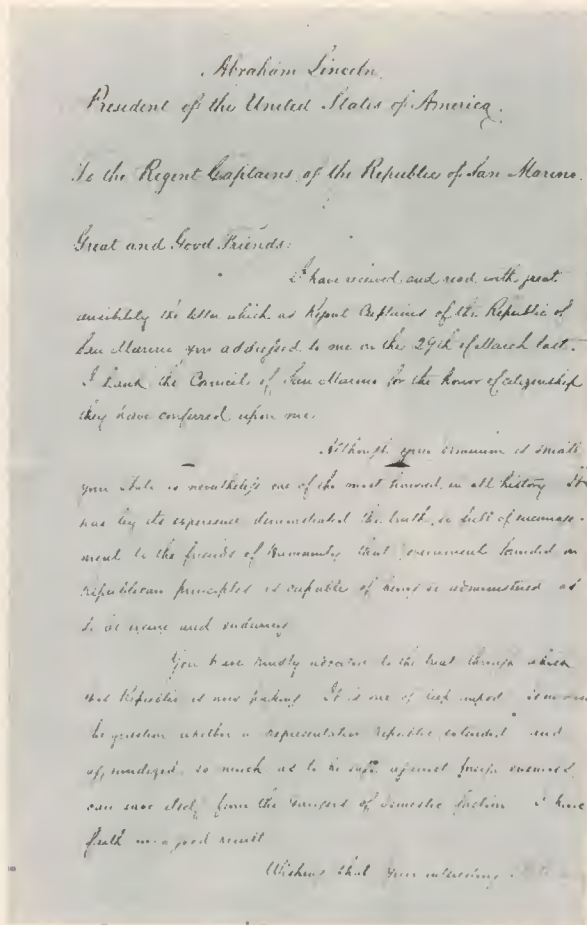 Abraham Lincoln.
President of the United States of America.
To the Regent Captains of the Republic of San Marino.
Great and Good Friends:
I have received and read with great
sensibility the letter which as Regent Captains of the Republic of
San Marino you addressed to me on the 29th of March last.
I thank the Council of San Marino for the honor of citizenship
they have conferred upon me.
Although your dominion is small,
your State is nevertheless one of the most honored, in all history. It
has by its experience demonstrated the truth, so full of encourage-
ment to the friends of Humanity, that Government founded on
Republican principles is capable of being so administered as
to be secure and enduring.
You have kindly adverted to the trial through which
this Republic is now passing. It is one of deep import. It involves
the question whether a representative republic, extended and
aggrandized so much as to be safe against foreign enemies
can save itself from the dangers of domestic faction. I have
faith in a good result.
Wishing that your interesting